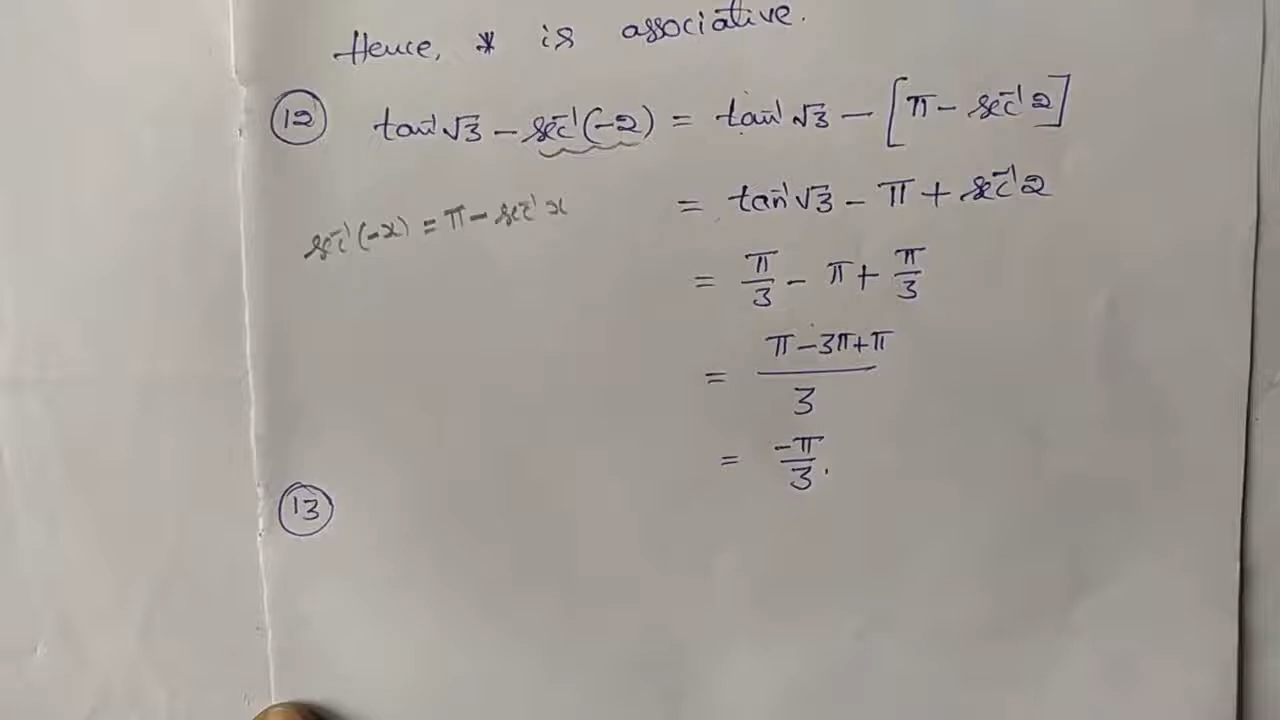 Hence, * is associative.
12 tan⁻¹√3 − sec⁻¹(−2) = tan⁻¹√3 − [π − sec⁻¹2]
= tan⁻¹√3 − π + sec⁻¹2
sec⁻¹(−x) = π − sec⁻¹x
= π/3 − π + π/3
= π−3π+π/3
= −π/3.
13